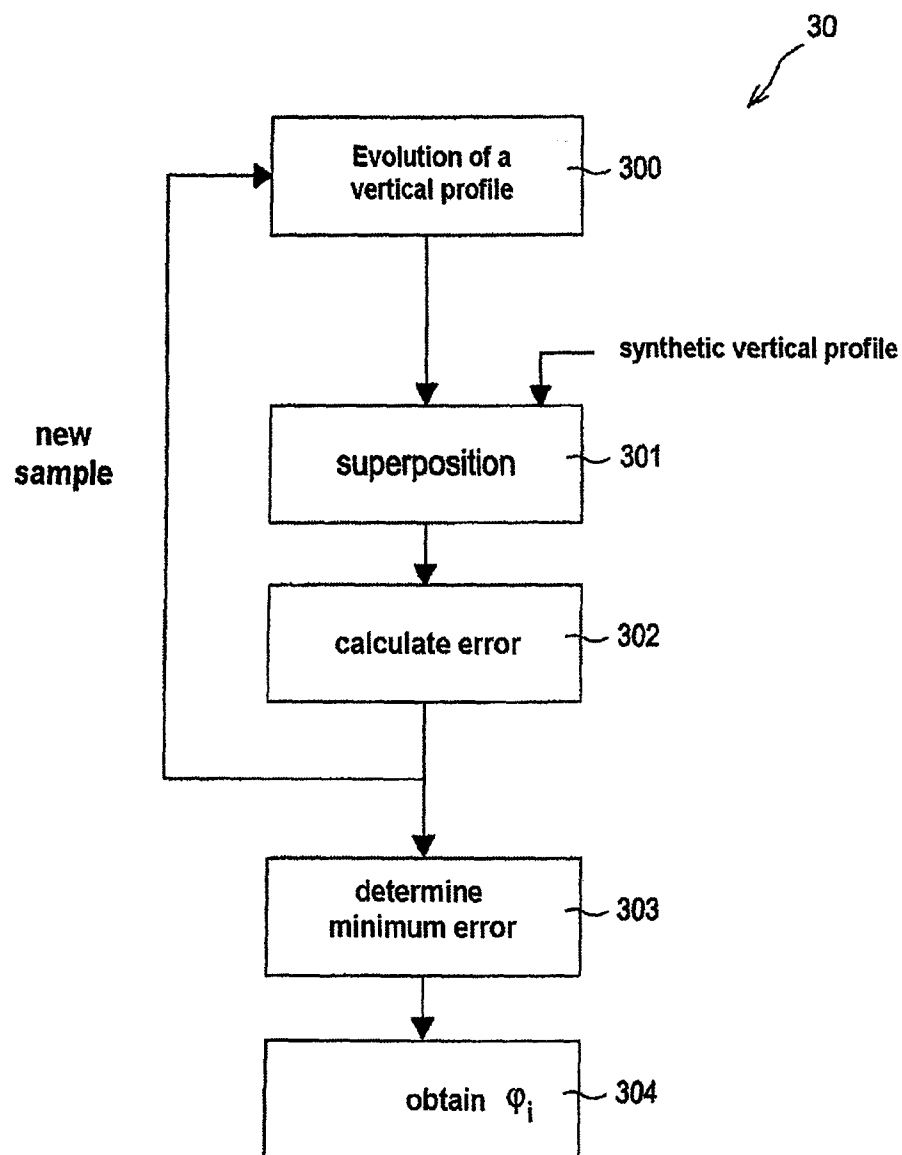 30
Evolution of a
vertical profile
300
synthetic vertical profile
superposition
301
new
sample
calculate error
302
determine
minimum error
303
obtain φi
304